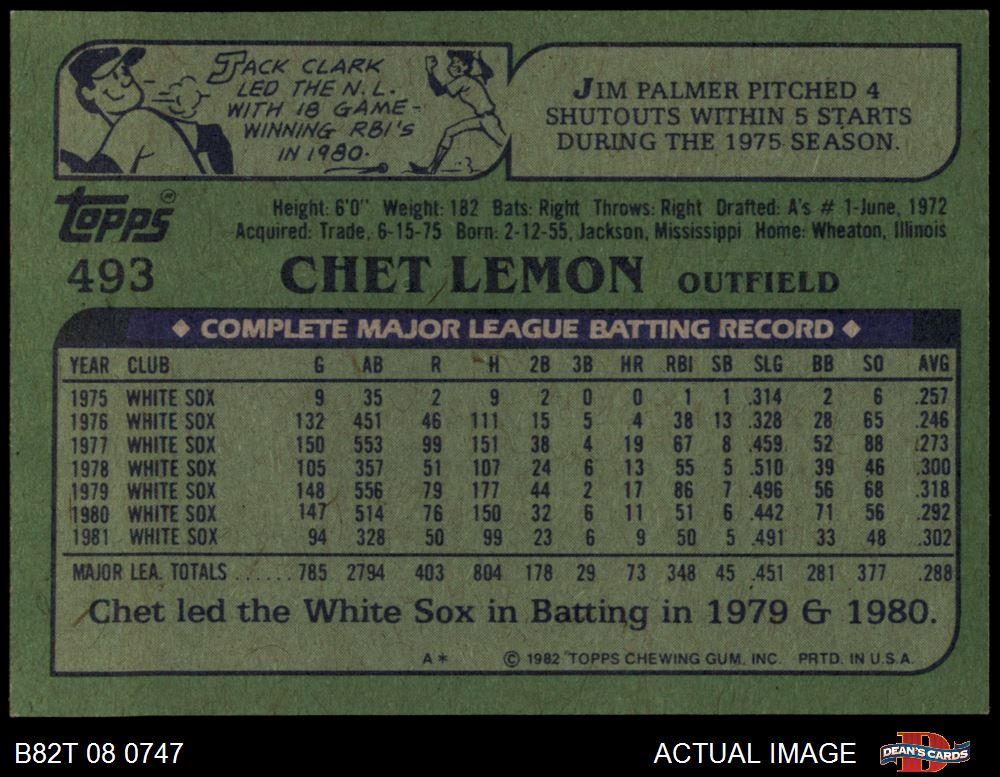 JACK CLARK
LED THE N.L.
WITH 18 GAME-
WINNING RBI'S
IN 1980.
JIM PALMER PITCHED 4
SHUTOUTS WITHIN 5 STARTS
DURING THE 1975 SEASON.
TOPPS®
Height: 6'0" Weight: 182 Bats: Right Throws: Right Drafted: A's # 1-June, 1972
Acquired: Trade, 6-15-75 Born: 2-12-55, Jackson, Mississippi Home: Wheaton, Illinois
493 CHET LEMON OUTFIELD
◆ COMPLETE MAJOR LEAGUE BATTING RECORD ◆
YEAR CLUB G AB R H 2B 3B HR RBI SB SLG BB SO AVG
1975 WHITE SOX 9 35 2 9 2 0 0 1 1 .314 2 6 .257
1976 WHITE SOX 132 451 46 111 15 5 4 38 13 .328 28 65 .246
1977 WHITE SOX 150 553 99 151 38 4 19 67 8 .459 52 88 .273
1978 WHITE SOX 105 357 51 107 24 6 13 55 5 .510 39 46 .300
1979 WHITE SOX 148 556 79 177 44 2 17 86 7 .496 56 68 .318
1980 WHITE SOX 147 514 76 150 32 6 11 51 6 .442 71 56 .292
1981 WHITE SOX 94 328 50 99 23 6 9 50 5 .491 33 48 .302
MAJOR LEA. TOTALS ...... 785 2794 403 804 178 29 73 348 45 .451 281 377 .288
Chet led the White Sox in Batting in 1979 & 1980.
A* © 1982 TOPPS CHEWING GUM, INC. PRTD. IN U.S.A.
B82T 08 0747 ACTUAL IMAGE DEAN'S CARDS